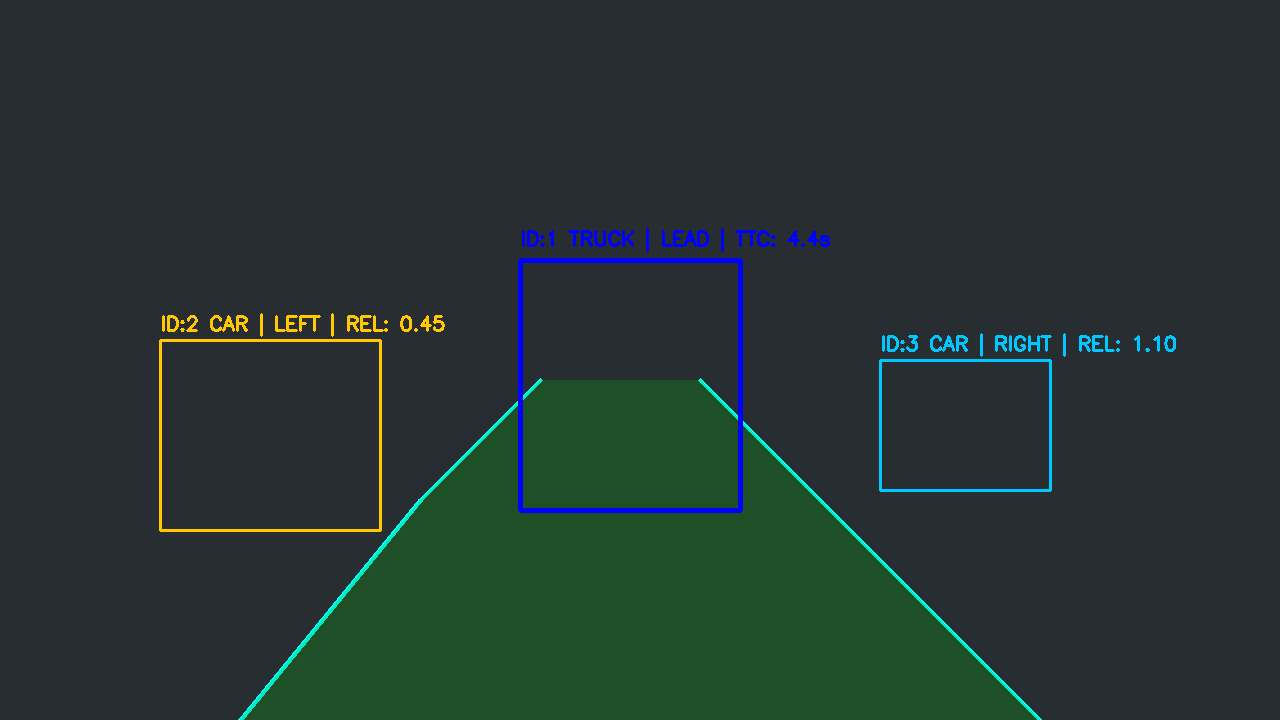 ID:1 TRUCK | LEAD | TTC: 4.4s
ID:2 CAR | LEFT | REL: 0.45
ID:3 CAR | RIGHT | REL: 1.10